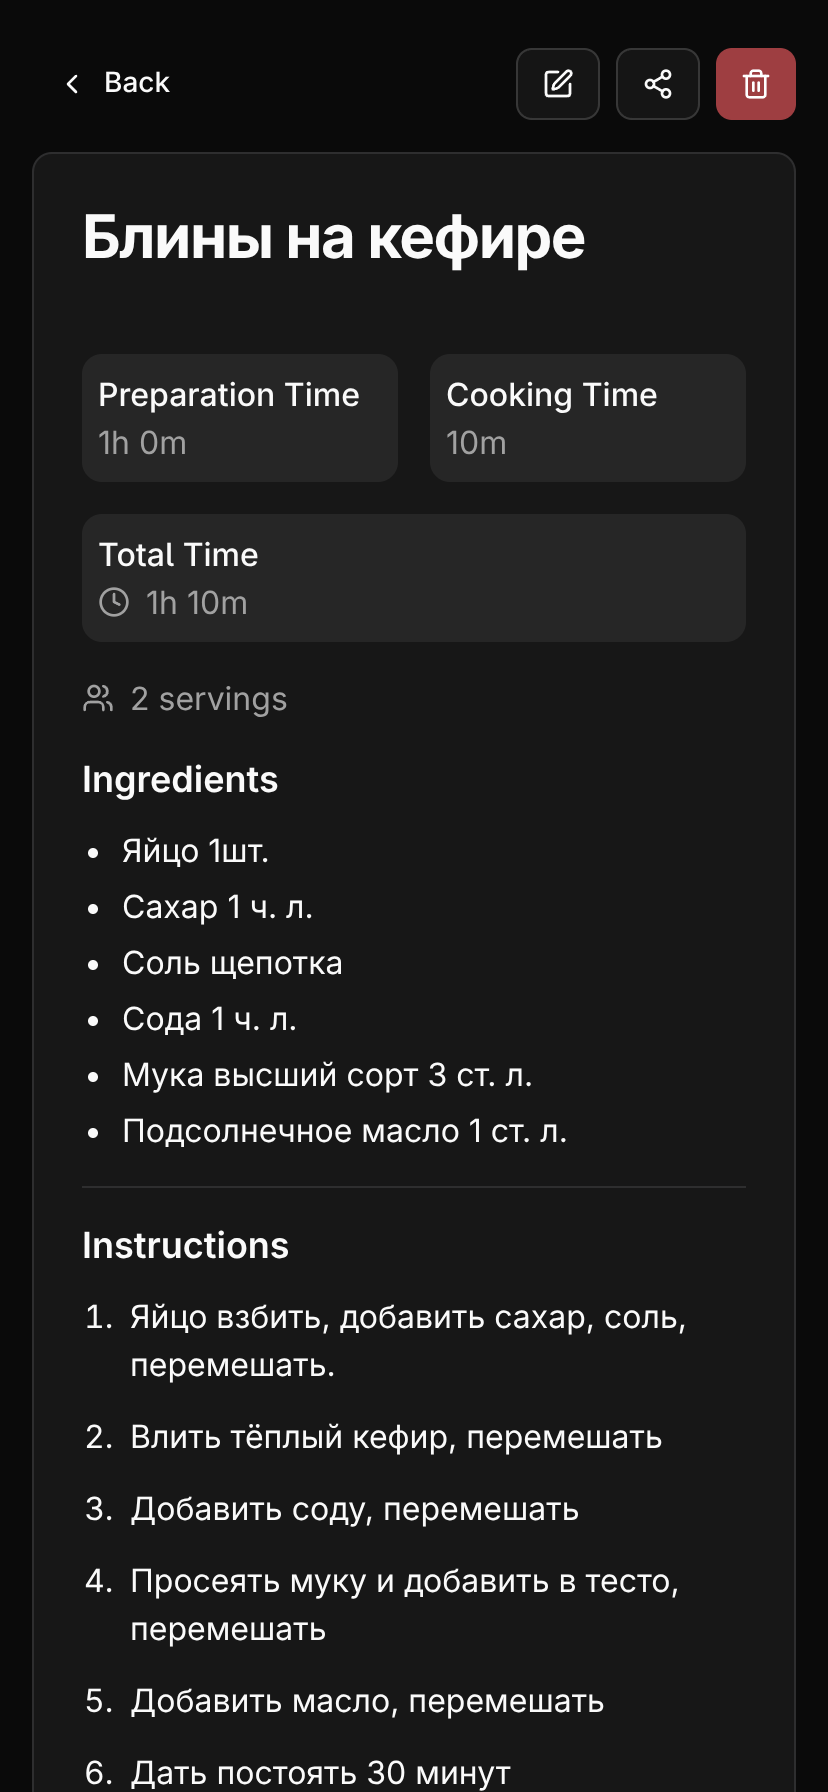 Back
Блины на кефире
Preparation Time
1h 0m
Cooking Time
10m
Total Time
1h 10m
2 servings
Ingredients
• Яйцо 1шт.
• Сахар 1 ч. л.
• Соль щепотка
• Сода 1 ч. л.
• Мука высший сорт 3 ст. л.
• Подсолнечное масло 1 ст. л.
Instructions
1. Яйцо взбить, добавить сахар, соль,
перемешать.
2. Влить тёплый кефир, перемешать
3. Добавить соду, перемешать
4. Просеять муку и добавить в тесто,
перемешать
5. Добавить масло, перемешать
6. Дать постоять 30 минут